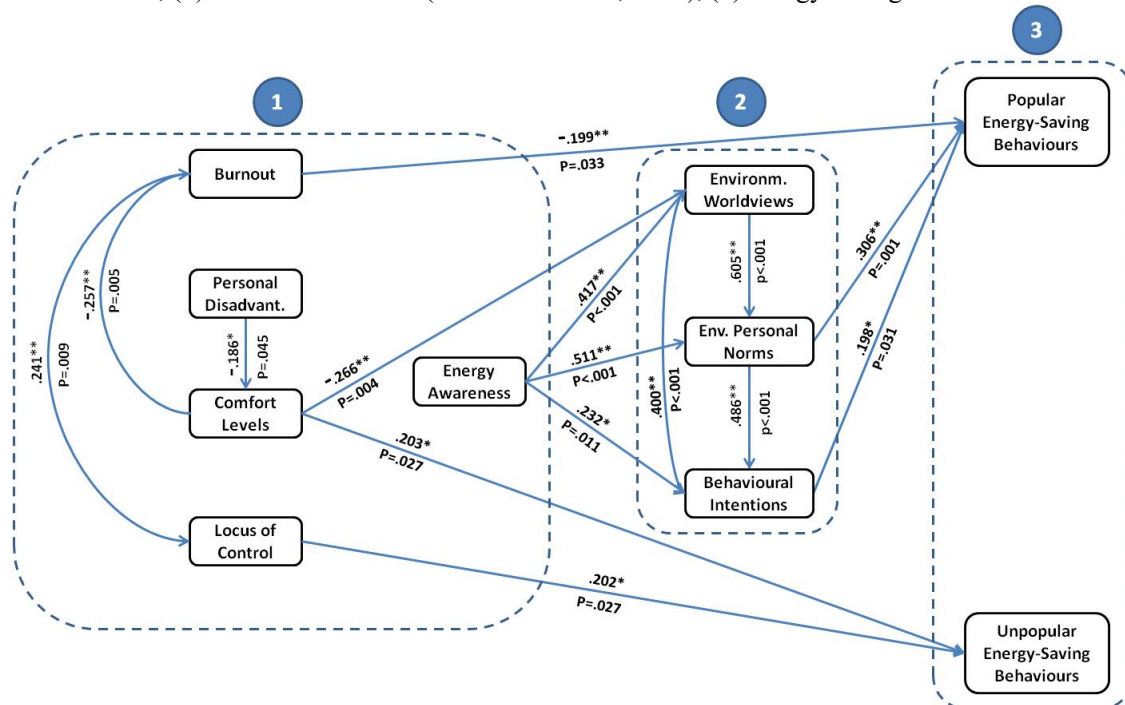 3
1
2
Popular
Energy-Saving
Behaviours
-.199**
P=.033
Burnout
Environm.
Worldviews
.306**
P=.001
.605**
p<.001
-.257**
P=.005
Personal
Disadvant.
.417**
P<.001
.198*
P=.031
.241**
P=.009
-.186*
P=.045
Env. Personal
Norms
.511**
P<.001
-.266**
P=.004
Energy
Awareness
.400**
P<.001
.486**
p<.001
Comfort
Levels
.232*
P=.011
.203*
P=.027
Behavioural
Intentions
Locus of
Control
.202*
P=.027
Unpopular
Energy-Saving
Behaviours